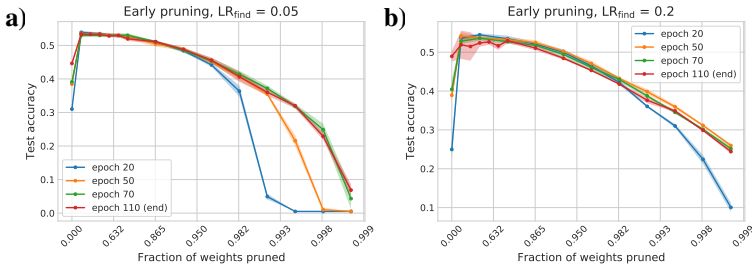 a)
Early pruning, LRfind = 0.05
Test accuracy
0.5
0.4
0.3
0.2
0.1
0.0
epoch 20
epoch 50
epoch 70
epoch 110 (end)
0.000 0.632 0.865 0.950 0.982 0.993 0.998 0.999
Fraction of weights pruned
b)
Early pruning, LRfind = 0.2
Test accuracy
0.5
0.4
0.3
0.2
0.1
epoch 20
epoch 50
epoch 70
epoch 110 (end)
0.000 0.632 0.865 0.950 0.982 0.993 0.998 0.999
Fraction of weights pruned